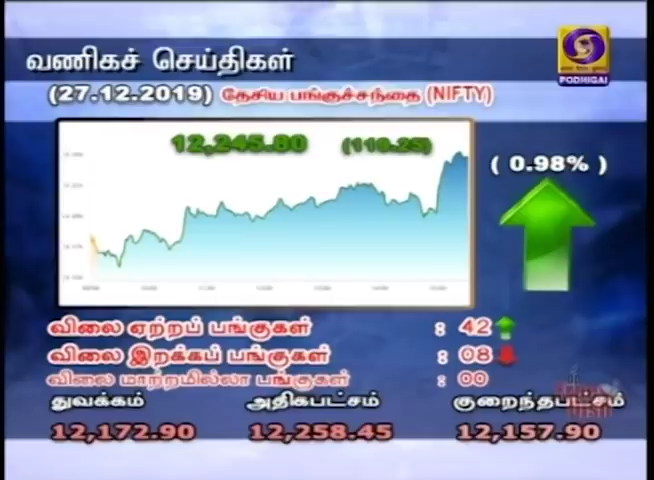 வணிகச் செய்திகள்
PODHIGAI
(27.12.2019) தேசிய பங்குச்சந்தை (NIFTY)
12,245.80 (119.25)
( 0.98% )
விலை ஏற்றப் பங்குகள் : 42
விலை இறக்கப் பங்குகள் : 08
விலை மாற்றமில்லா பங்குகள் : 00
துவக்கம் அதிகபட்சம் குறைந்தபட்சம்
12,172.90 12,258.45 12,157.90